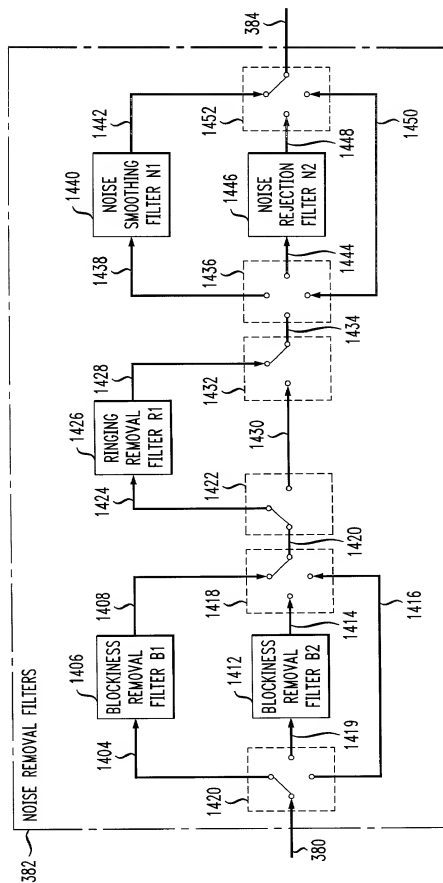 382
NOISE REMOVAL FILTERS
380
1420
1404
1419
1406
BLOCKINESS
REMOVAL
FILTER B1
1412
BLOCKINESS
REMOVAL
FILTER B2
1408
1414
1416
1418
1420
1422
1424
1426
RINGING
REMOVAL
FILTER R1
1428
1430
1432
1434
1436
1438
1444
1440
NOISE
SMOOTHING
FILTER N1
1446
NOISE
REJECTION
FILTER N2
1442
1448
1450
1452
384